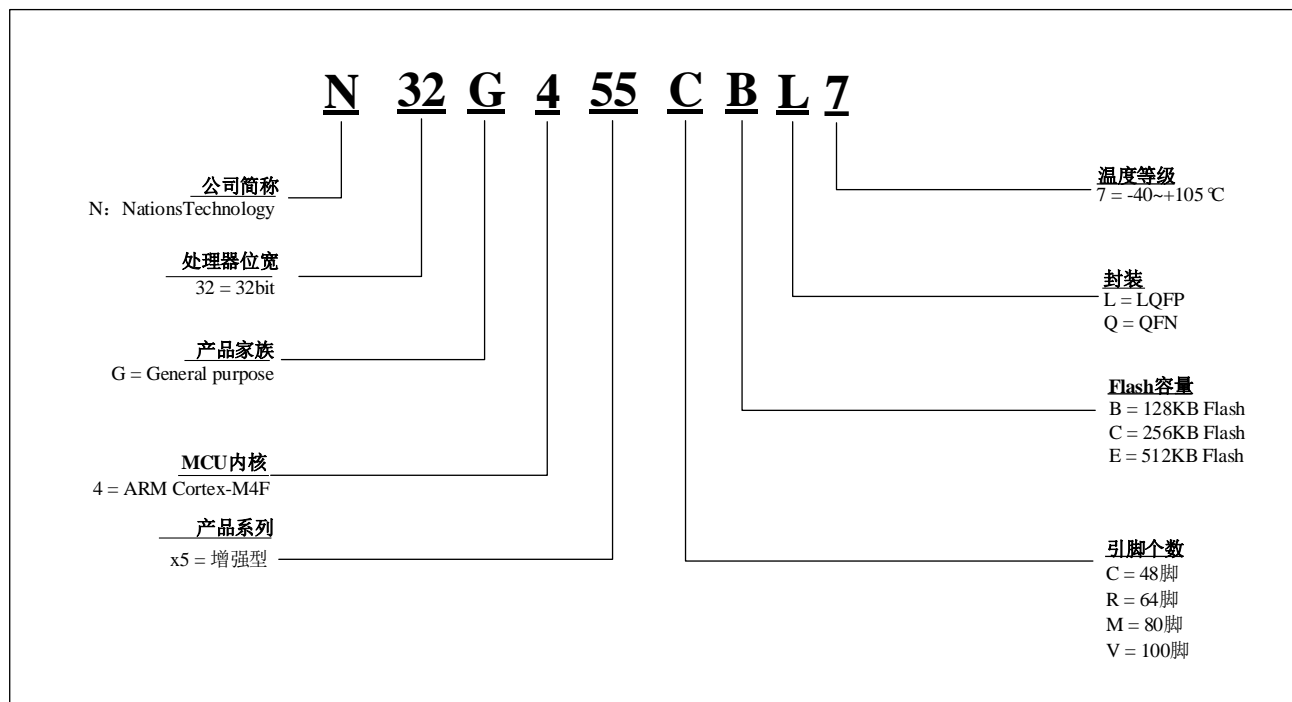 N 32 G 4 55 C B L 7
公司简称
N：NationsTechnology
处理器位宽
32 = 32bit
产品家族
G = General purpose
MCU内核
4 = ARM Cortex-M4F
产品系列
x5 = 增强型
温度等级
7 = -40~+105℃
封装
L = LQFP
Q = QFN
Flash容量
B = 128KB Flash
C = 256KB Flash
E = 512KB Flash
引脚个数
C = 48脚
R = 64脚
M = 80脚
V = 100脚